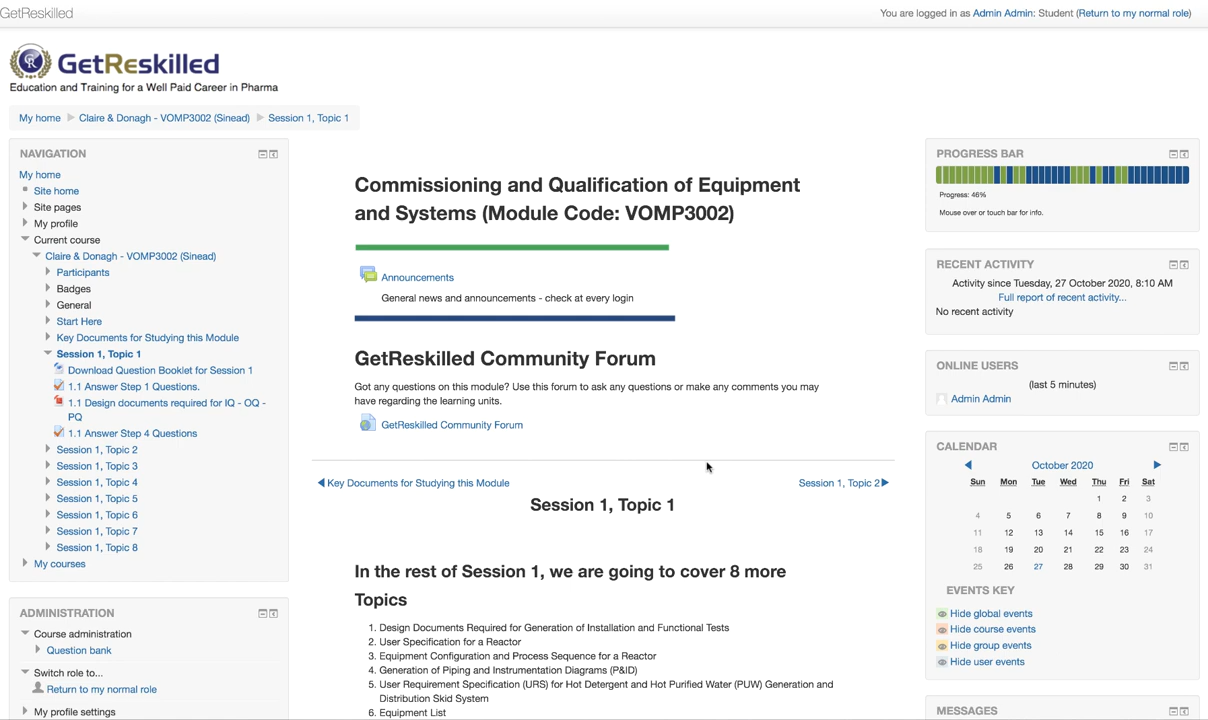 GetReskilled
You are logged in as Admin Admin: Student (Return to my normal role)
GetReskilled
Education and Training for a Well Paid Career in Pharma
My home Claire & Donagh - VOMP3002 (Sinead) Session 1, Topic 1
NAVIGATION
My home
Site home
Site pages
My profile
Current course
Claire & Donagh - VOMP3002 (Sinead)
Participants
Badges
General
Start Here
Key Documents for Studying this Module
Session 1, Topic 1
Download Question Booklet for Session 1
1.1 Answer Step 1 Questions.
1.1 Design documents required for IQ - OQ -
PQ
1.1 Answer Step 4 Questions
Session 1, Topic 2
Session 1, Topic 3
Session 1, Topic 4
Session 1, Topic 5
Session 1, Topic 6
Session 1, Topic 7
Session 1, Topic 8
My courses
ADMINISTRATION
Course administration
Question bank
Switch role to...
Return to my normal role
My profile settings
Commissioning and Qualification of Equipment
and Systems (Module Code: VOMP3002)
Announcements
General news and announcements - check at every login
GetReskilled Community Forum
Got any questions on this module? Use this forum to ask any questions or make any comments you may
have regarding the learning units.
GetReskilled Community Forum
Key Documents for Studying this Module
Session 1, Topic 2
Session 1, Topic 1
In the rest of Session 1, we are going to cover 8 more
Topics
1. Design Documents Required for Generation of Installation and Functional Tests
2. User Specification for a Reactor
3. Equipment Configuration and Process Sequence for a Reactor
4. Generation of Piping and Instrumentation Diagrams (P&ID)
5. User Requirement Specification (URS) for Hot Detergent and Hot Purified Water (PUW) Generation and
Distribution Skid System
6. Equipment List
PROGRESS BAR
Progress: 46%
Mouse over or touch bar for info.
RECENT ACTIVITY
Activity since Tuesday, 27 October 2020, 8:10 AM
Full report of recent activity...
No recent activity
ONLINE USERS
(last 5 minutes)
Admin Admin
CALENDAR
October 2020
Sun Mon Tue Wed Thu Fri Sat
1 2 3
4 5 6 7 8 9 10
11 12 13 14 15 16 17
18 19 20 21 22 23 24
25 26 27 28 29 30 31
EVENTS KEY
Hide global events
Hide course events
Hide group events
Hide user events
MESSAGES